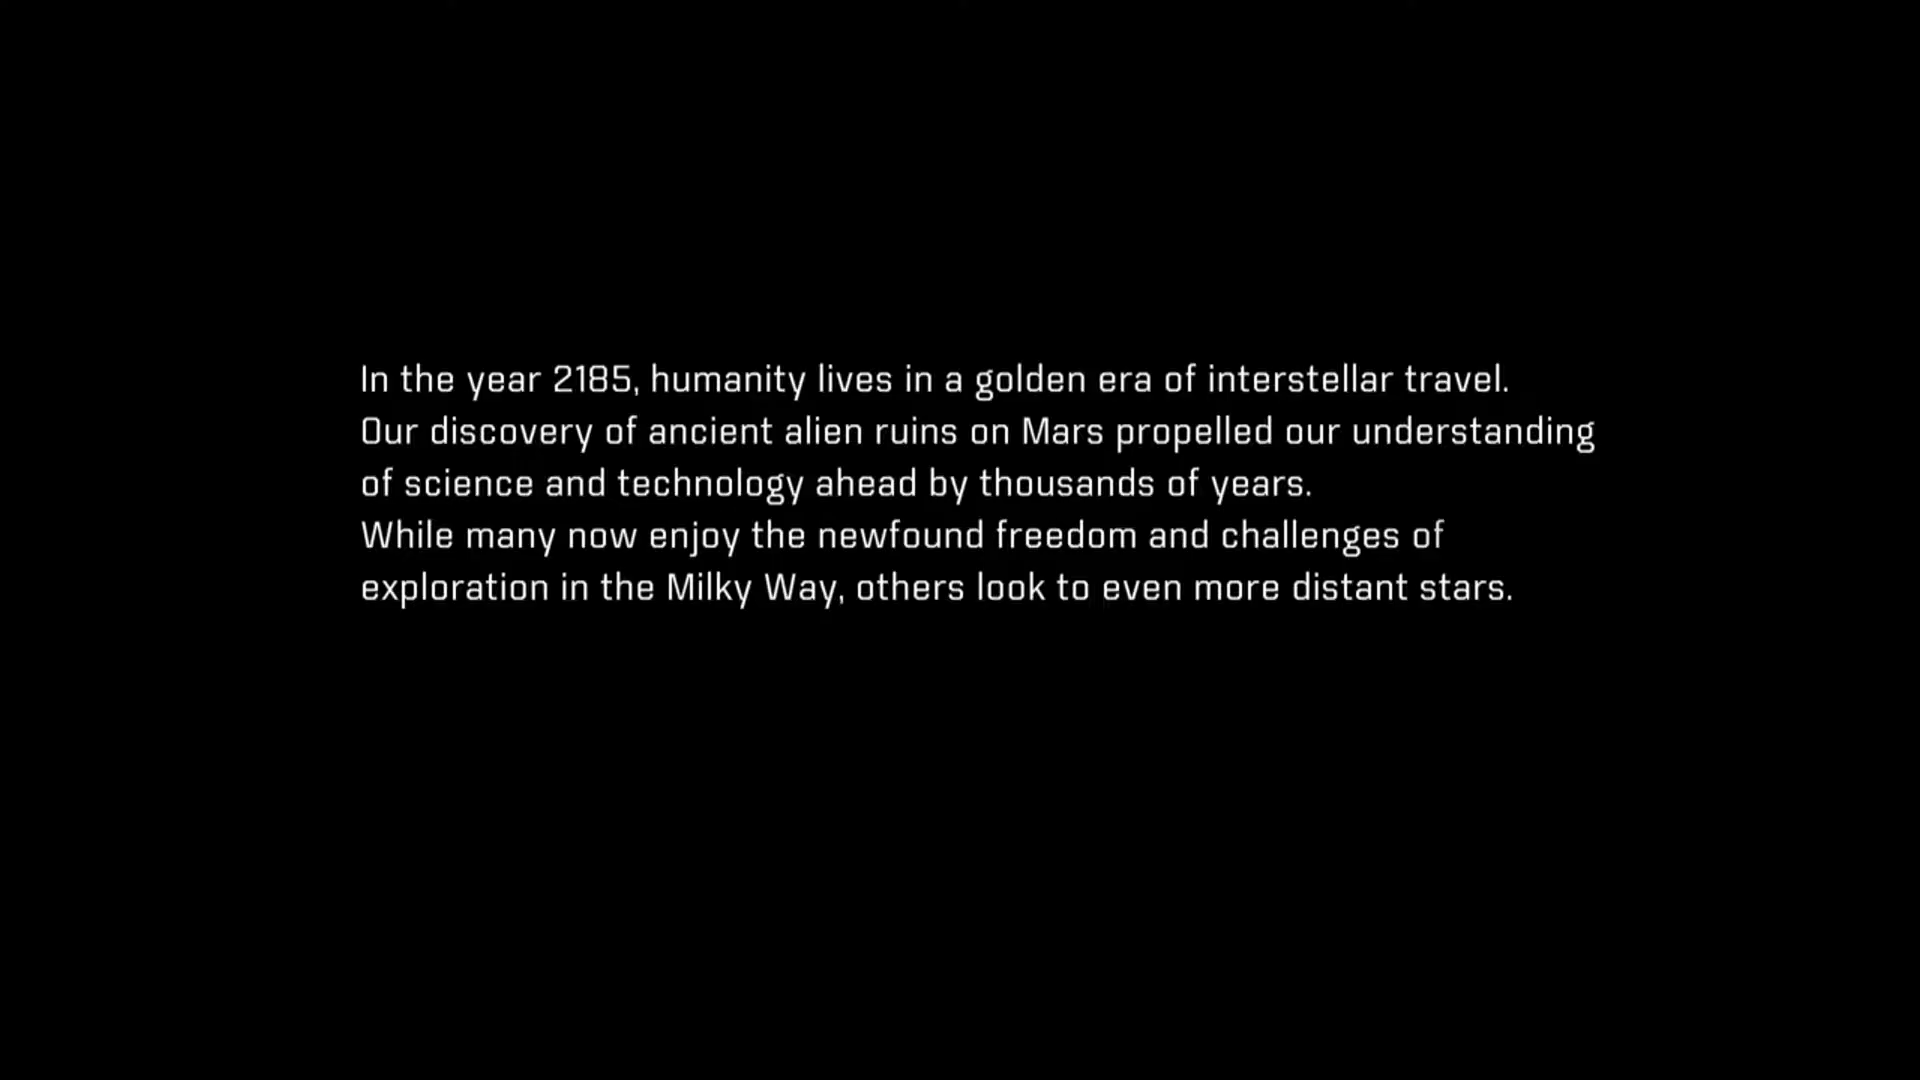 In the year 2185, humanity lives in a golden era of interstellar travel.
Our discovery of ancient alien ruins on Mars propelled our understanding
of science and technology ahead by thousands of years.
While many now enjoy the newfound freedom and challenges of
exploration in the Milky Way, others look to even more distant stars.